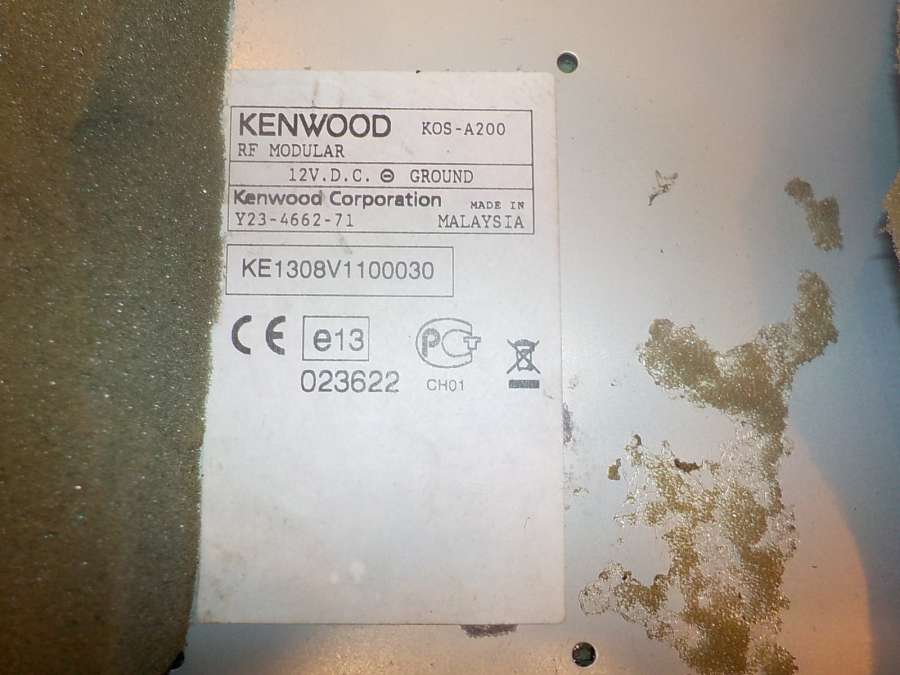 KENWOOD KOS-A200
RF MODULAR
12V.D.C. ⊖ GROUND
Kenwood Corporation MADE IN
Y23-4662-71 MALAYSIA
KE1308V1100030
CE e13 PCT
023622 CH01